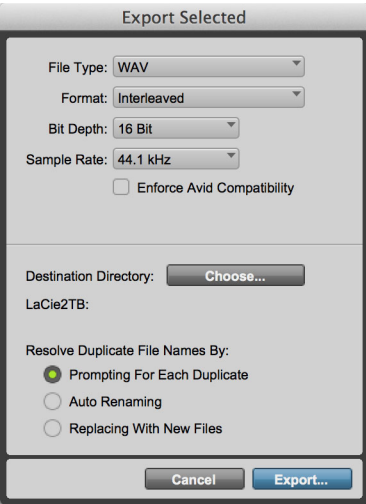 Export Selected
File Type: WAV
Format: Interleaved
Bit Depth: 16 Bit
Sample Rate: 44.1 kHz
Enforce Avid Compatibility
Destination Directory: Choose...
LaCie2TB:
Resolve Duplicate File Names By:
Prompting For Each Duplicate
Auto Renaming
Replacing With New Files
Cancel Export...